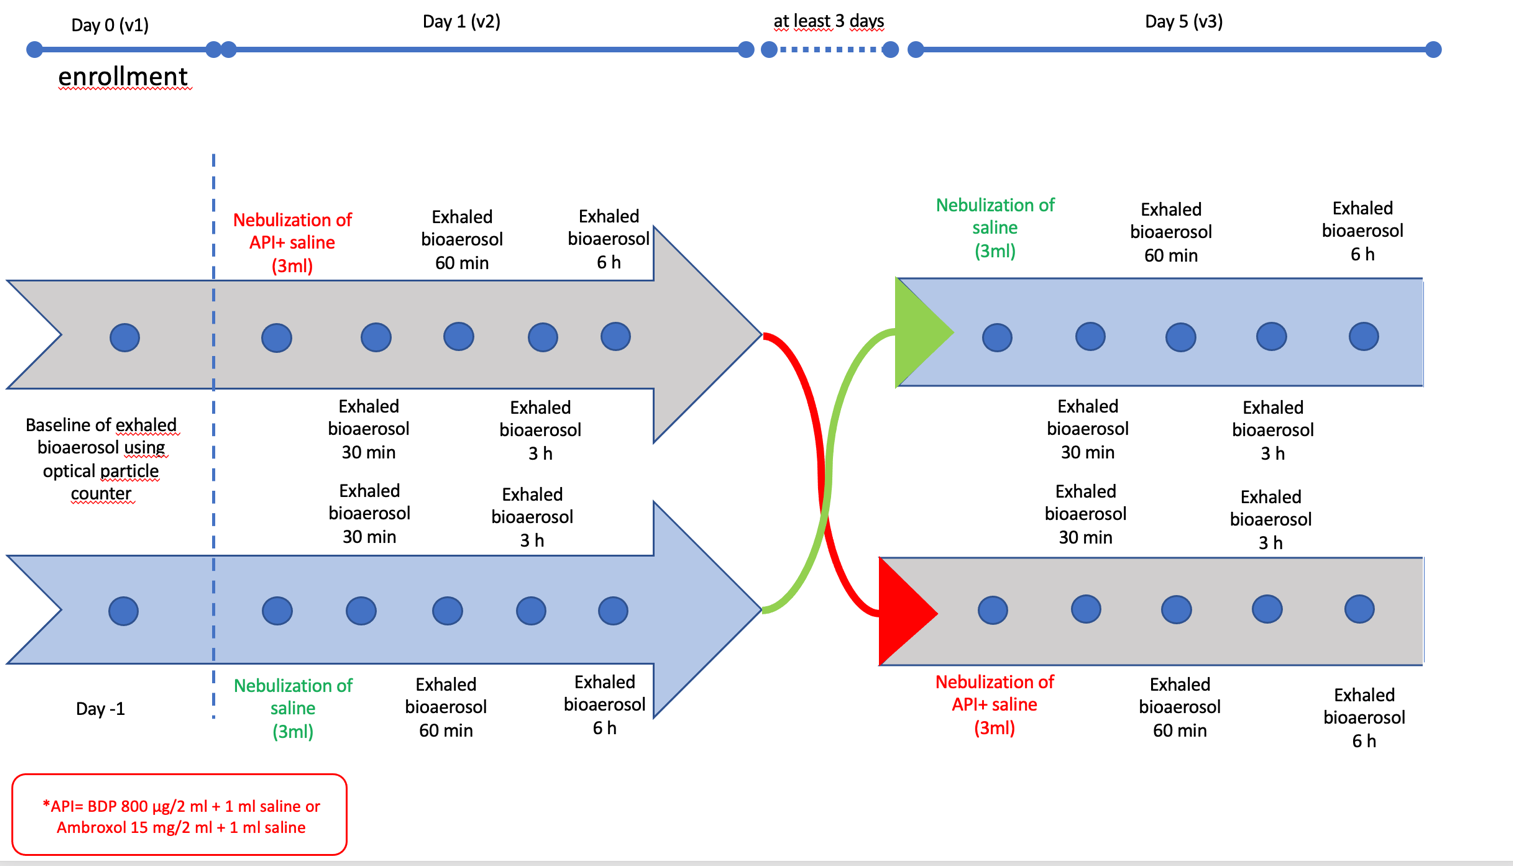 Day 0 (v1)
Day 1 (v2)
at least 3 days
Day 5 (v3)
enrollment
Nebulization of
API+ saline
(3ml)
Exhaled
bioaerosol
60 min
Exhaled
bioaerosol
6 h
Nebulization of
saline
(3ml)
Exhaled
bioaerosol
60 min
Exhaled
bioaerosol
6 h
Baseline of exhaled
bioaerosol using
optical particle
counter
Exhaled
bioaerosol
30 min
Exhaled
bioaerosol
3 h
Exhaled
bioaerosol
30 min
Exhaled
bioaerosol
3 h
Exhaled
bioaerosol
30 min
Exhaled
bioaerosol
3 h
Exhaled
bioaerosol
30 min
Exhaled
bioaerosol
3 h
Day -1
Nebulization of
saline
(3ml)
Exhaled
bioaerosol
60 min
Exhaled
bioaerosol
6 h
Nebulization of
API+ saline
(3ml)
Exhaled
bioaerosol
60 min
Exhaled
bioaerosol
6 h
*API= BDP 800 µg/2 ml + 1 ml saline or
Ambroxol 15 mg/2 ml + 1 ml saline